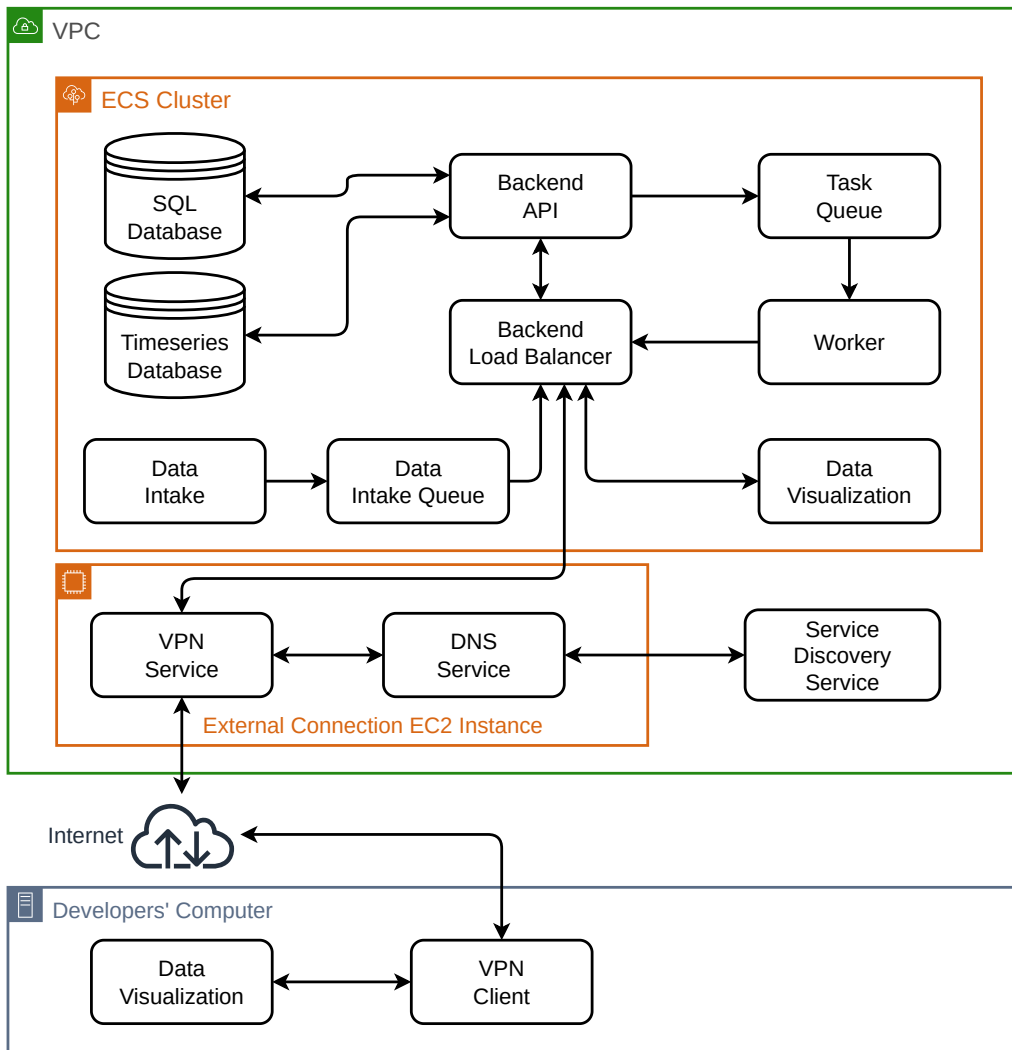 VPC
ECS Cluster
SQL
Database
Backend
API
Task
Queue
Timeseries
Database
Backend
Load Balancer
Worker
Data
Intake
Data
Intake Queue
Data
Visualization
VPN
Service
DNS
Service
Service
Discovery
Service
External Connection EC2 Instance
Internet
Developers' Computer
Data
Visualization
VPN
Client